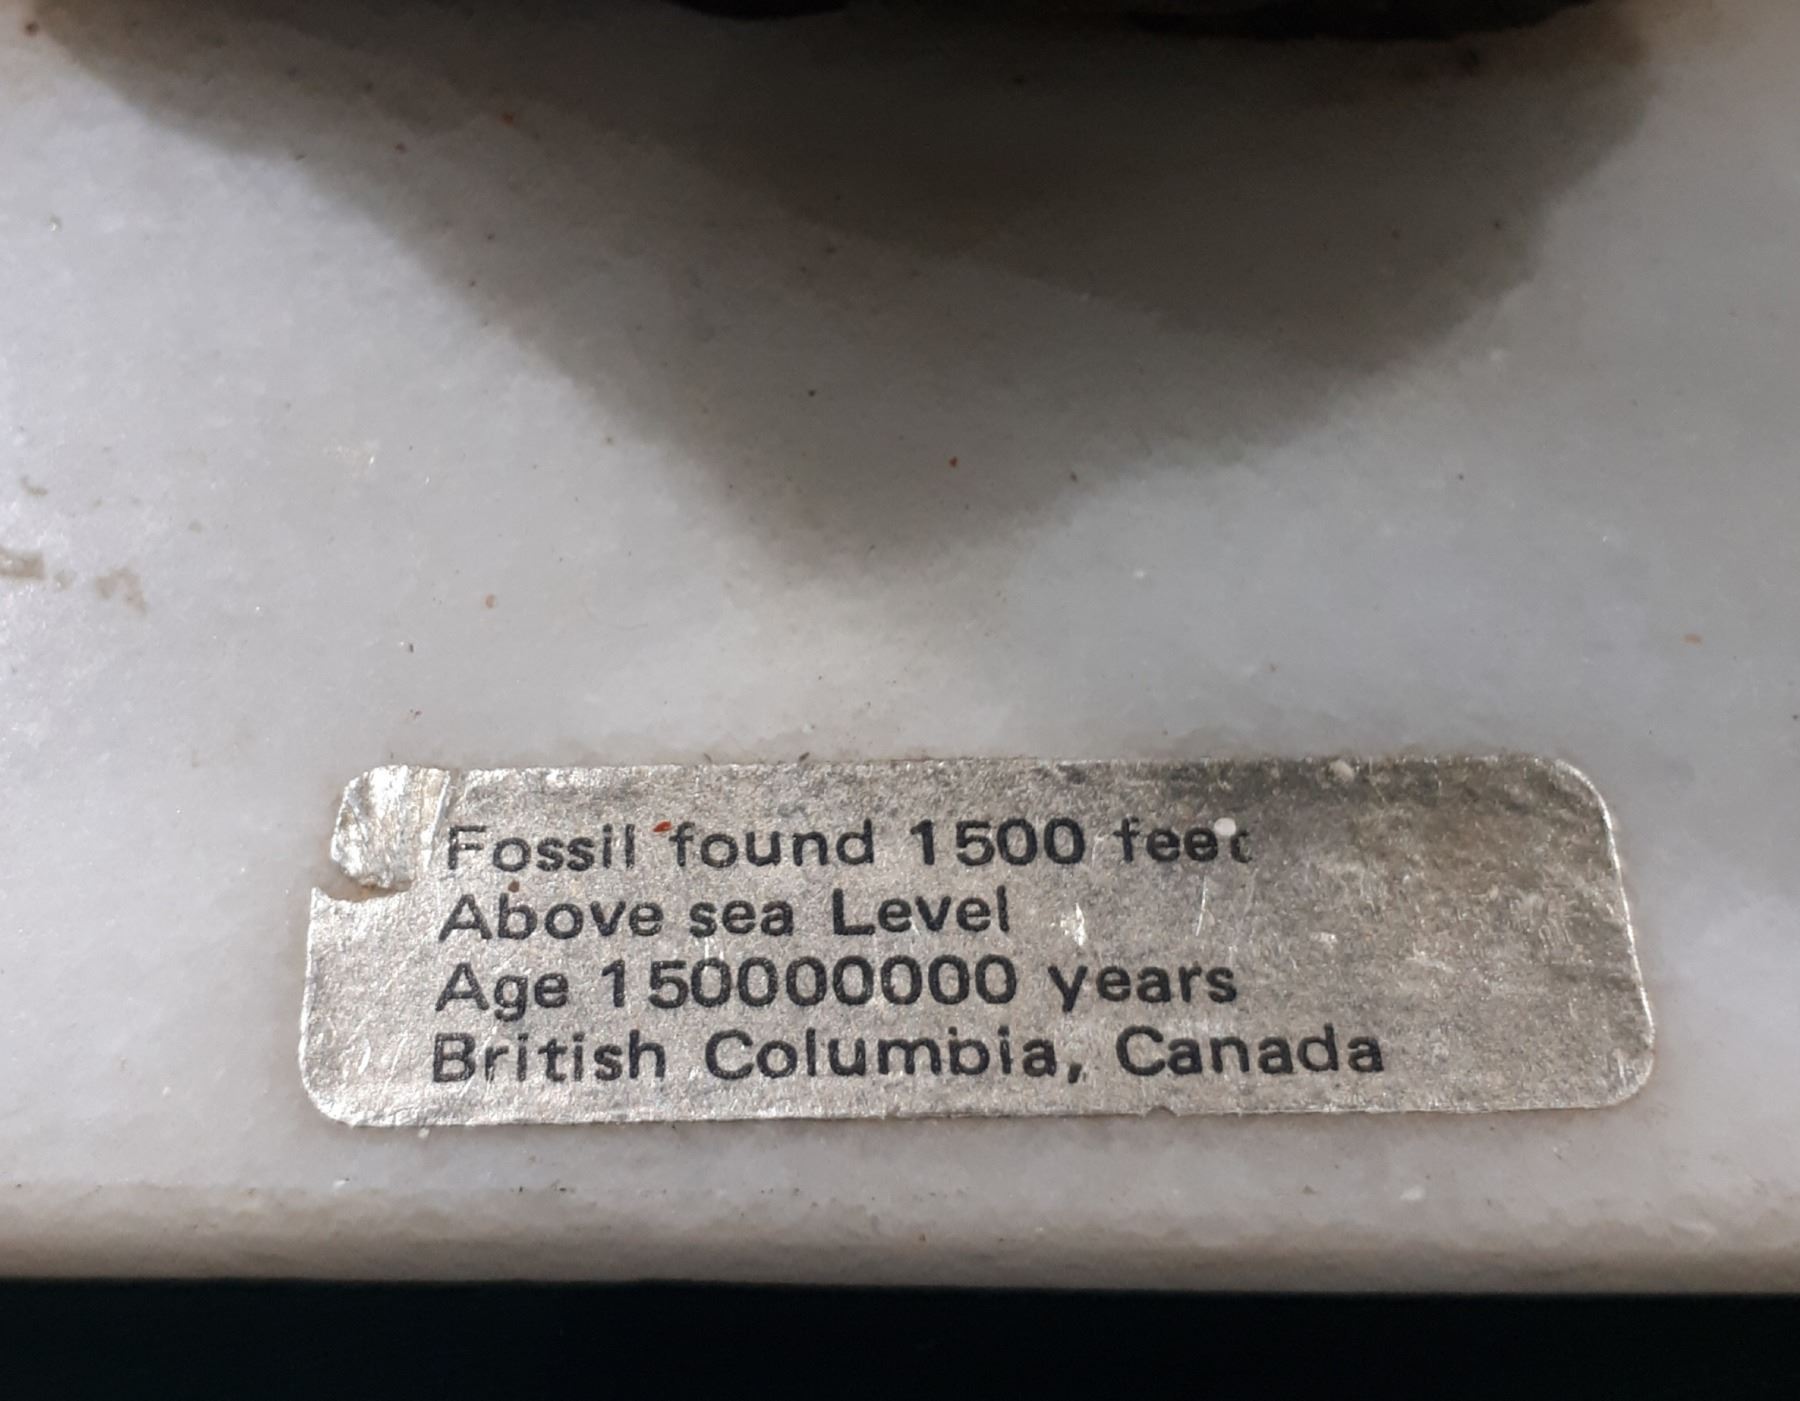 Fossil found 1500 feet
Above sea Level
Age 150000000 years
British Columbia, Canada